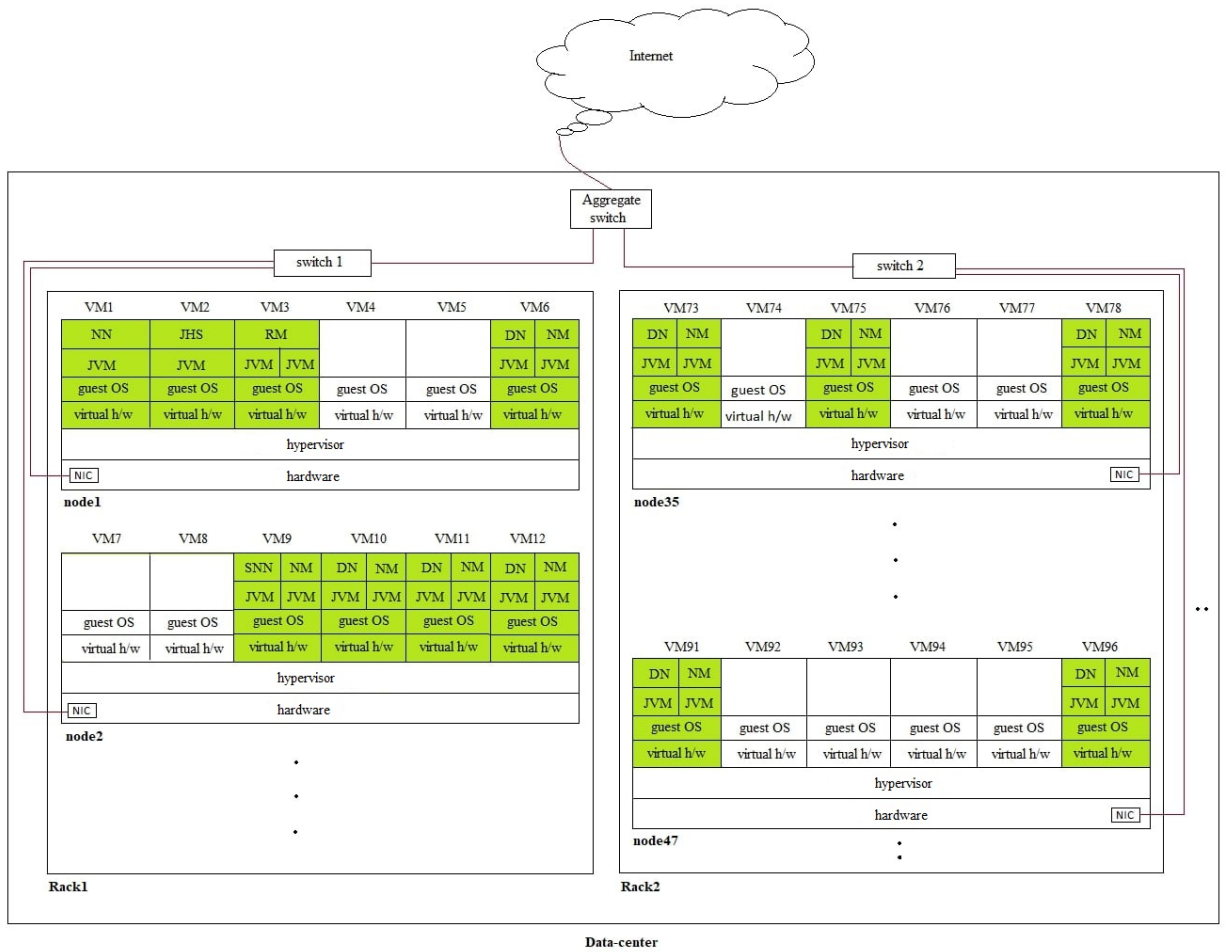 Internet
Aggregate
switch
switch 1
switch 2
VM1 VM2 VM3 VM4 VM5 VM6
NN JHS RM DN NM
JVM JVM JVM JVM JVM JVM
guest OS guest OS guest OS guest OS guest OS guest OS
virtual h/w virtual h/w virtual h/w virtual h/w virtual h/w virtual h/w
hypervisor
NIC hardware
node1
VM7 VM8 VM9 VM10 VM11 VM12
SNN NM DN NM DN NM DN NM
JVM JVM JVM JVM JVM JVM JVM JVM
guest OS guest OS guest OS guest OS guest OS guest OS
virtual h/w virtual h/w virtual h/w virtual h/w virtual h/w virtual h/w
hypervisor
NIC hardware
node2
Rack1
VM73 VM74 VM75 VM76 VM77 VM78
DN NM DN NM DN NM
JVM JVM JVM JVM JVM JVM
guest OS guest OS guest OS guest OS guest OS guest OS
virtual h/w virtual h/w virtual h/w virtual h/w virtual h/w virtual h/w
hypervisor
hardware NIC
node35
VM91 VM92 VM93 VM94 VM95 VM96
DN NM DN NM
JVM JVM JVM JVM
guest OS guest OS guest OS guest OS guest OS guest OS
virtual h/w virtual h/w virtual h/w virtual h/w virtual h/w virtual h/w
hypervisor
hardware NIC
node47
Rack2
Data-center